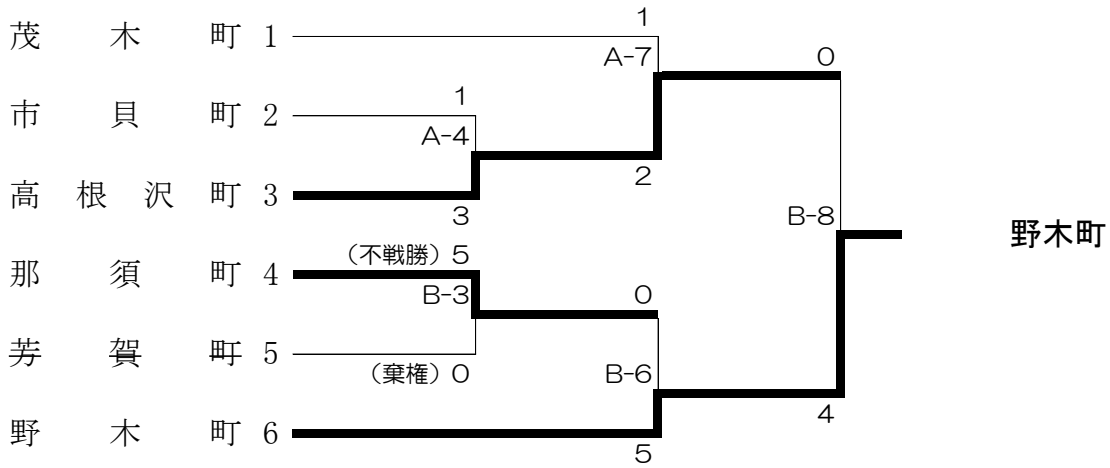 茂木町 1
1
A-7
0
市貝町 2
1
A-4
2
高根沢町 3
3
B-8
野木町
那須町 4
(不戦勝) 5
B-3
0
芳賀町 5
(棄権) 0
B-6
4
野木町 6
5